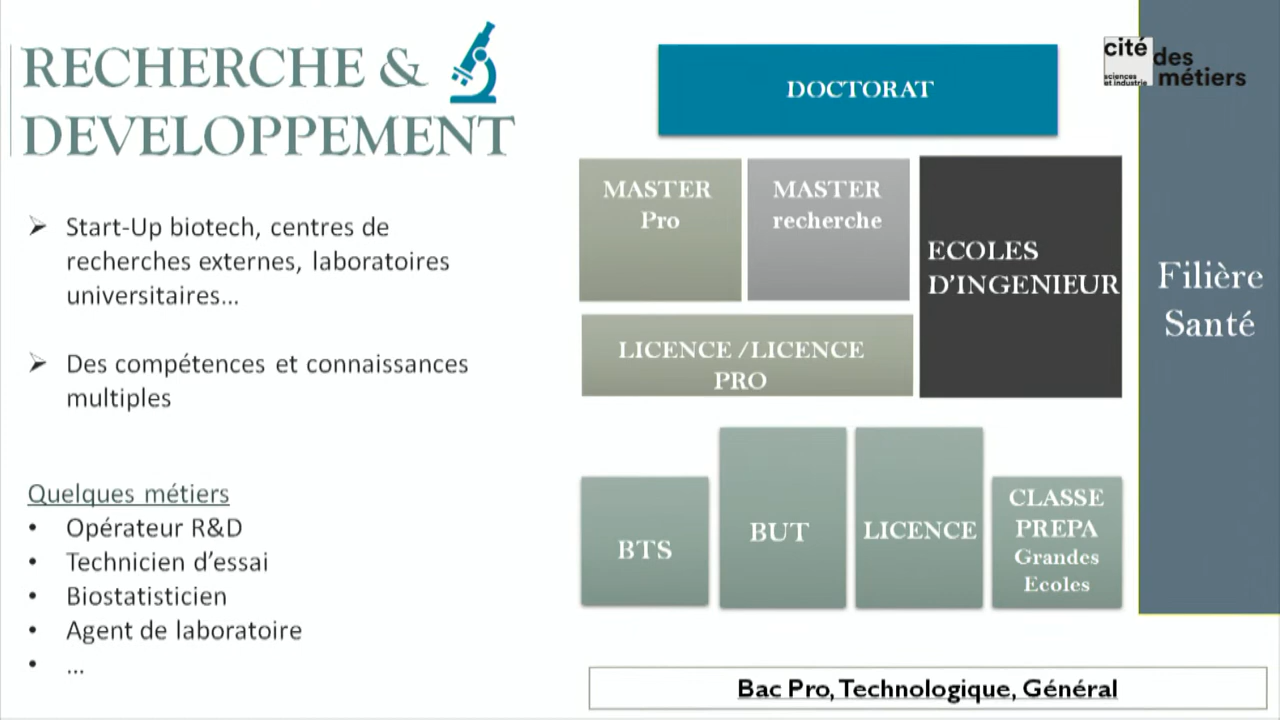 RECHERCHE &
DEVELOPPEMENT
➢ Start-Up biotech, centres de
recherches externes, laboratoires
universitaires...
➢ Des compétences et connaissances
multiples
Quelques métiers
• Opérateur R&D
• Technicien d'essai
• Biostatisticien
• Agent de laboratoire
• ...
DOCTORAT
MASTER
Pro
MASTER
recherche
ECOLES
D'INGENIEUR
LICENCE /LICENCE
PRO
BTS
BUT
LICENCE
CLASSE
PREPA
Grandes
Ecoles
Bac Pro, Technologique, Général
cité
sciences
et industrie
des
métiers
Filière
Santé